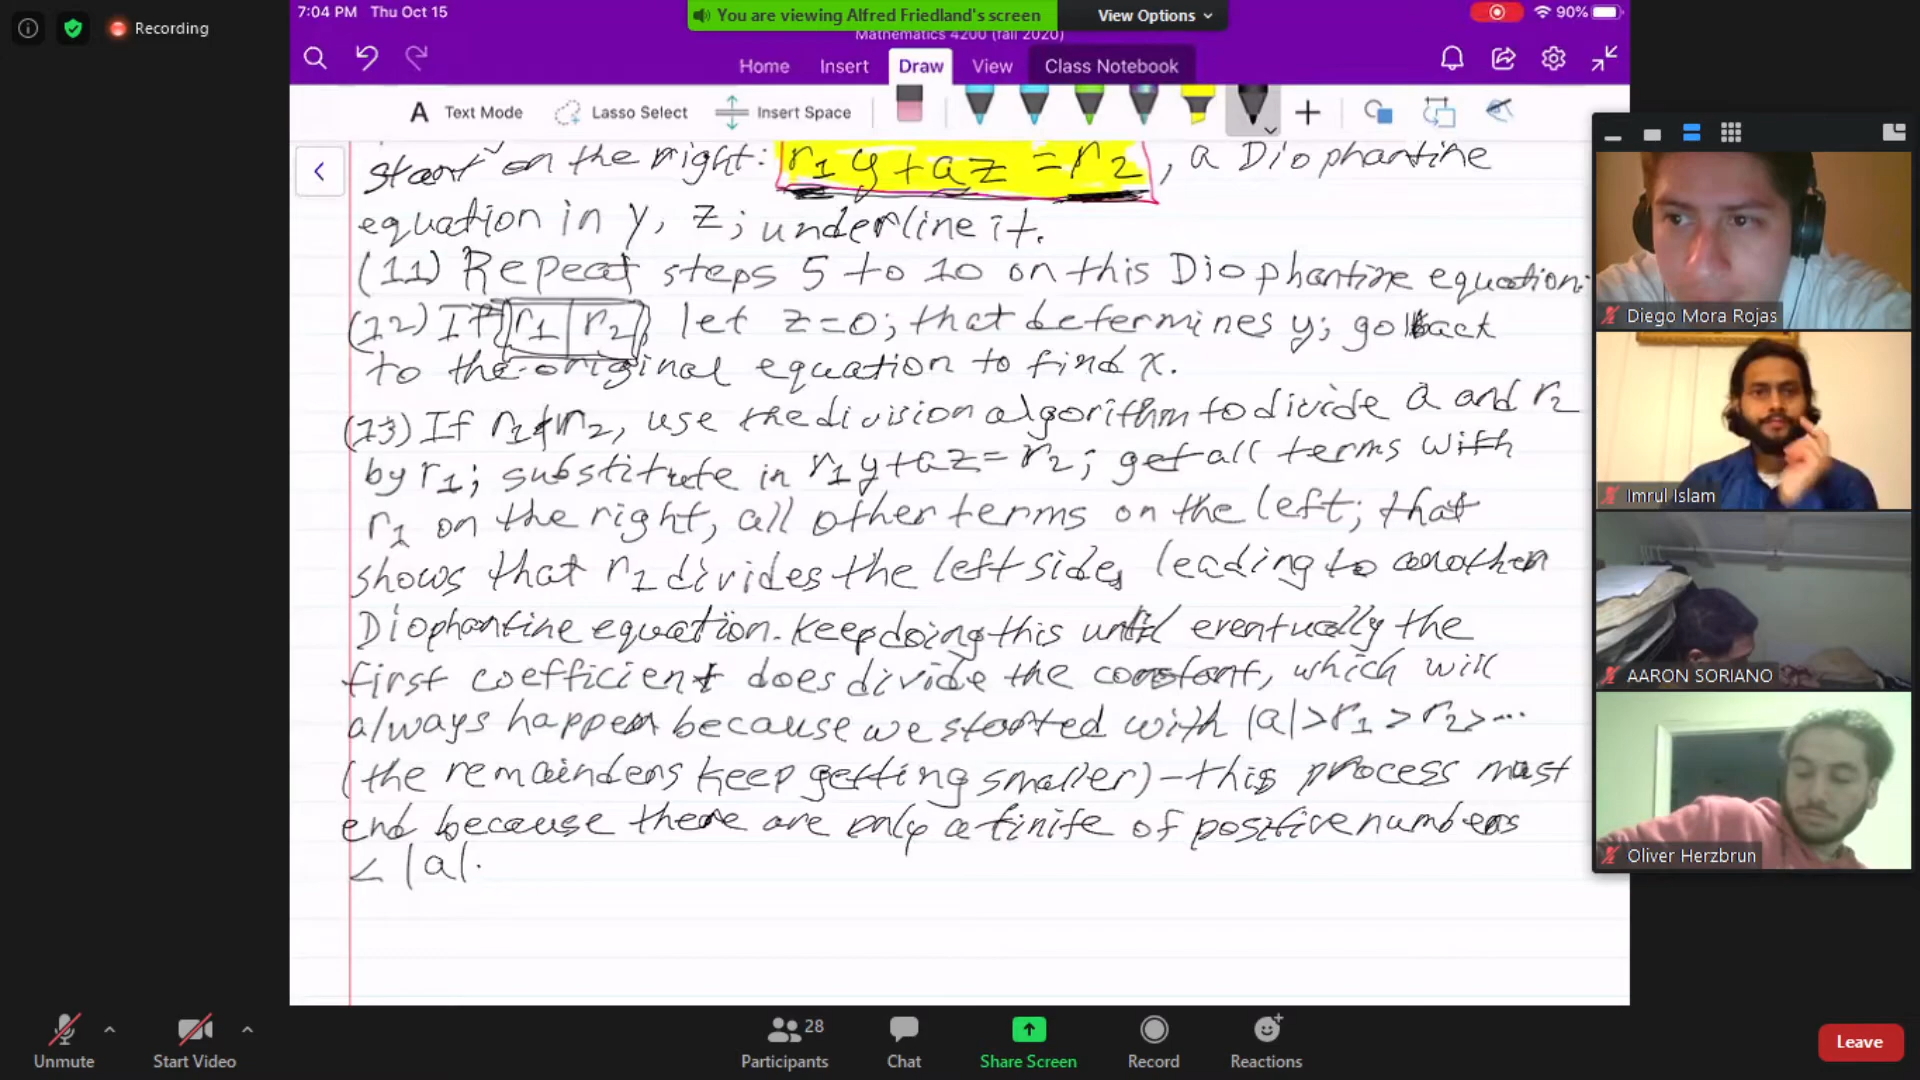 7:04 PM Thu Oct 15
You are viewing Alfred Friedland's screen
View Options
90%
Recording
Mathematics 4200 (fall 2020)
Home Insert Draw View Class Notebook
A Text Mode Lasso Select Insert Space
start on the right: r₁y+az=r₂, a Diophantine
equation in y, z; underline it.
(11) Repeat steps 5 to 10 on this Diophantine equation.
(12) If r₁|r₂, let z=0; that determines y; go back
to the original equation to find x.
(13) If r₁∤r₂, use the division algorithm to divide a and r₂
by r₁; substitute in r₁y+az=r₂; get all terms with
r₁ on the right, all other terms on the left; that
shows that r₁ divides the left side, leading to another
Diophantine equation. Keep doing this until eventually the
first coefficient does divide the constant, which will
always happen because we started with |a|>r₁>r₂>...
(the remainders keep getting smaller)—this process must
end because there are only a finite of positive numbers
< |a|.
Diego Mora Rojas
Imrul Islam
AARON SORIANO
Oliver Herzbrun
Unmute
Start Video
28
Participants
Chat
Share Screen
Record
Reactions
Leave